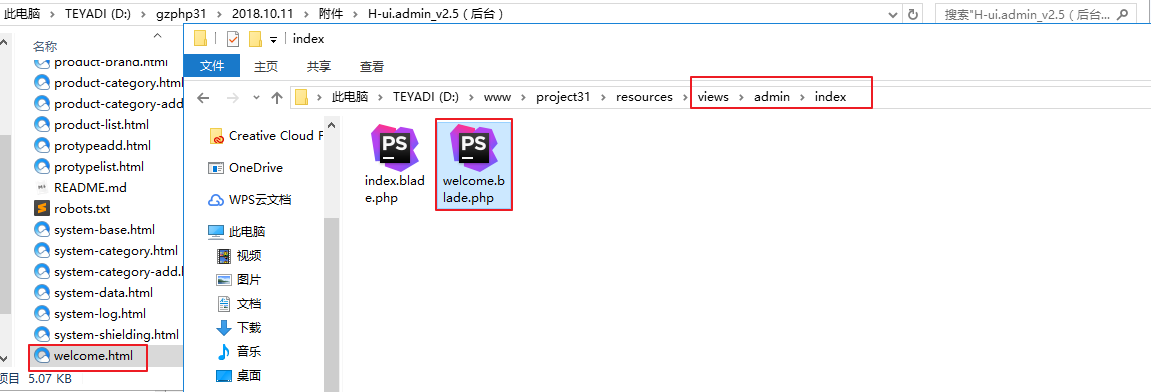 此电脑 › TEYADI (D:) › gzphp31 › 2018.10.11 › 附件 › H-ui.admin_v2.5（后台）
搜索"H-ui.admin_v2.5（后台...
名称
product-brand.html
product-category.html
product-category-add
product-list.html
protypeadd.html
protypelist.html
README.md
robots.txt
system-base.html
system-category.html
system-category-add.l
system-data.html
system-log.html
system-shielding.html
welcome.html
项目 5.07 KB
index
文件 主页 共享 查看
此电脑 › TEYADI (D:) › www › project31 › resources › views › admin › index
Creative Cloud F
OneDrive
WPS云文档
此电脑
视频
图片
文档
下载
音乐
桌面
PS
index.blad
e.php
PS
welcome.b
lade.php